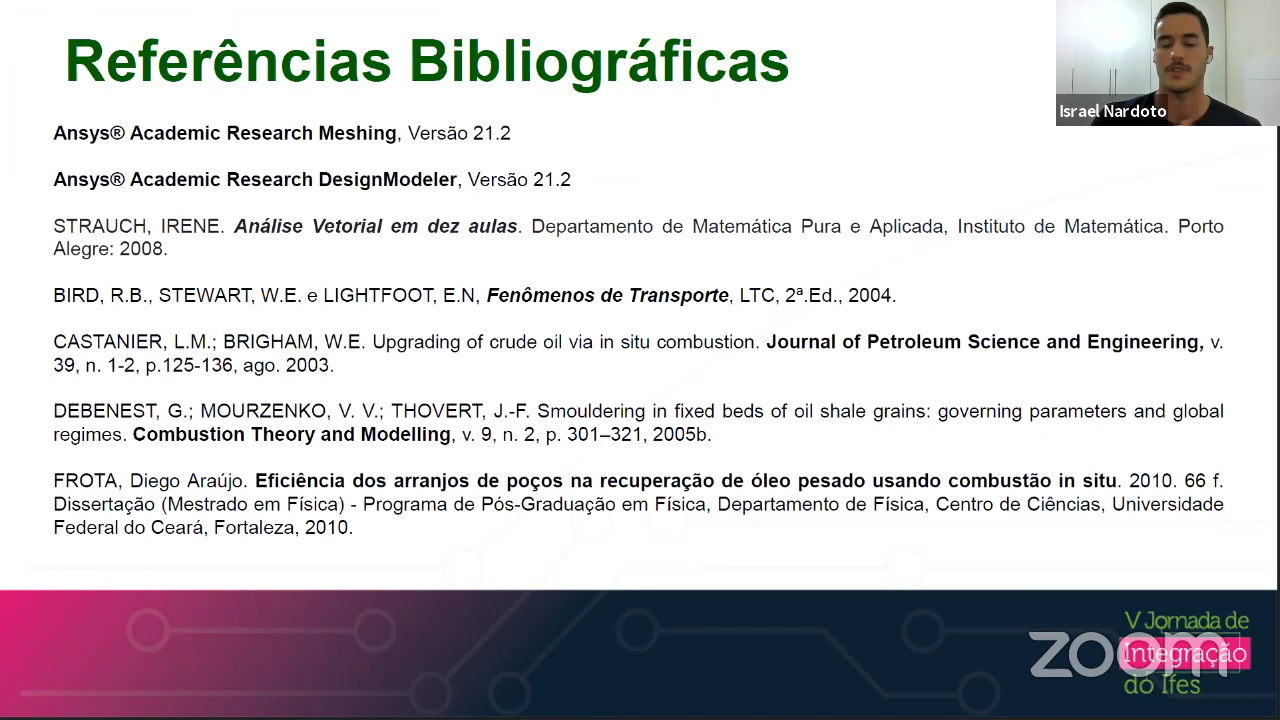 Referências Bibliográficas
Israel Nardoto
Ansys® Academic Research Meshing, Versão 21.2
Ansys® Academic Research DesignModeler, Versão 21.2
STRAUCH, IRENE. Análise Vetorial em dez aulas. Departamento de Matemática Pura e Aplicada, Instituto de Matemática. Porto
Alegre: 2008.
BIRD, R.B., STEWART, W.E. e LIGHTFOOT, E.N, Fenômenos de Transporte, LTC, 2ª.Ed., 2004.
CASTANIER, L.M.; BRIGHAM, W.E. Upgrading of crude oil via in situ combustion. Journal of Petroleum Science and Engineering, v.
39, n. 1-2, p.125-136, ago. 2003.
DEBENEST, G.; MOURZENKO, V. V.; THOVERT, J.-F. Smouldering in fixed beds of oil shale grains: governing parameters and global
regimes. Combustion Theory and Modelling, v. 9, n. 2, p. 301–321, 2005b.
FROTA, Diego Araújo. Eficiência dos arranjos de poços na recuperação de óleo pesado usando combustão in situ. 2010. 66 f.
Dissertação (Mestrado em Física) - Programa de Pós-Graduação em Física, Departamento de Física, Centro de Ciências, Universidade
Federal do Ceará, Fortaleza, 2010.
V Jornada de
zoom
Integração
do Ifes